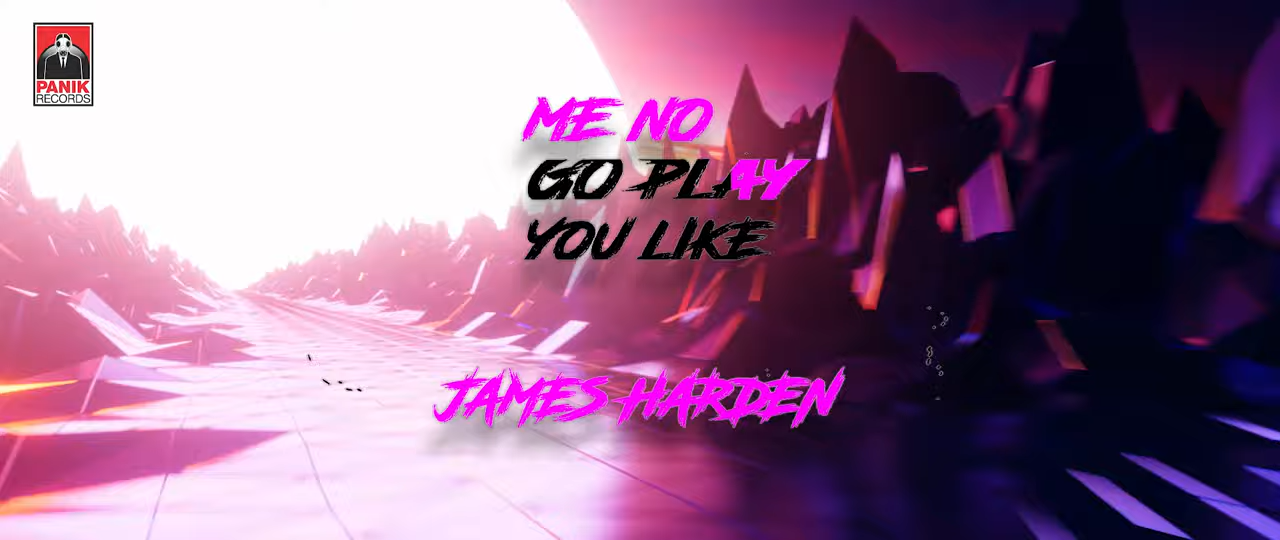 PANIK
RECORDS
ME NO
GO PLAY
YOU LIKE
JAMES HARDEN